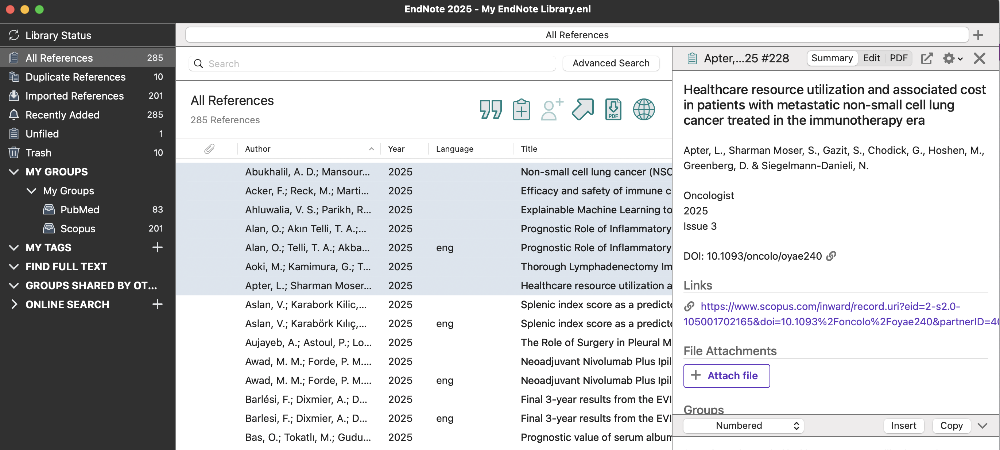 EndNote 2025 - My EndNote Library.enl
Library Status
All References 285
Duplicate References 10
Imported References 201
Recently Added 285
Unfiled 1
Trash 10
MY GROUPS
My Groups
PubMed 83
Scopus 201
MY TAGS
FIND FULL TEXT
GROUPS SHARED BY OT...
ONLINE SEARCH
All References
Search
Advanced Search
All References
285 References
PDF
Author Year Language Title
Abukhalil, A. D.; Mansour... 2025 Non-small cell lung cancer (NSC
Acker, F.; Reck, M.; Marti... 2025 Efficacy and safety of immune c
Ahluwalia, V. S.; Parikh, R... 2025 Explainable Machine Learning to
Alan, O.; Akın Telli, T. A.;... 2025 Prognostic Role of Inflammatory
Alan, O.; Telli, T. A.; Akba... 2025 eng Prognostic Role of Inflammatory
Aoki, M.; Kamimura, G.; T... 2025 Thorough Lymphadenectomy Im
Apter, L.; Sharman Moser... 2025 Healthcare resource utilization a
Aslan, V.; Karabork Kilic,... 2025 Splenic index score as a predicto
Aslan, V.; Karabörk Kılıç,... 2025 eng Splenic index score as a predicto
Aujayeb, A.; Astoul, P.; Lo... 2025 The Role of Surgery in Pleural M
Awad, M. M.; Forde, P. M.... 2025 Neoadjuvant Nivolumab Plus Ipil
Awad, M. M.; Forde, P. M.... 2025 eng Neoadjuvant Nivolumab Plus Ipil
Barlési, F.; Dixmier, A.; D... 2025 Final 3-year results from the EVI
Barlesi, F.; Dixmier, A.; D... 2025 eng Final 3-year results from the EVI
Bas, O.; Tokatlı, M.; Gudu... 2025 Prognostic value of serum album
Apter,...25 #228
Summary Edit PDF
Healthcare resource utilization and associated cost
in patients with metastatic non-small cell lung
cancer treated in the immunotherapy era
Apter, L., Sharman Moser, S., Gazit, S., Chodick, G., Hoshen, M.,
Greenberg, D. & Siegelmann-Danieli, N.
Oncologist
2025
Issue 3
DOI: 10.1093/oncolo/oyae240
Links
https://www.scopus.com/inward/record.uri?eid=2-s2.0-
105001702165&doi=10.1093%2Foncolo%2Foyae240&partnerID=40
File Attachments
Attach file
Groups
Numbered Insert Copy